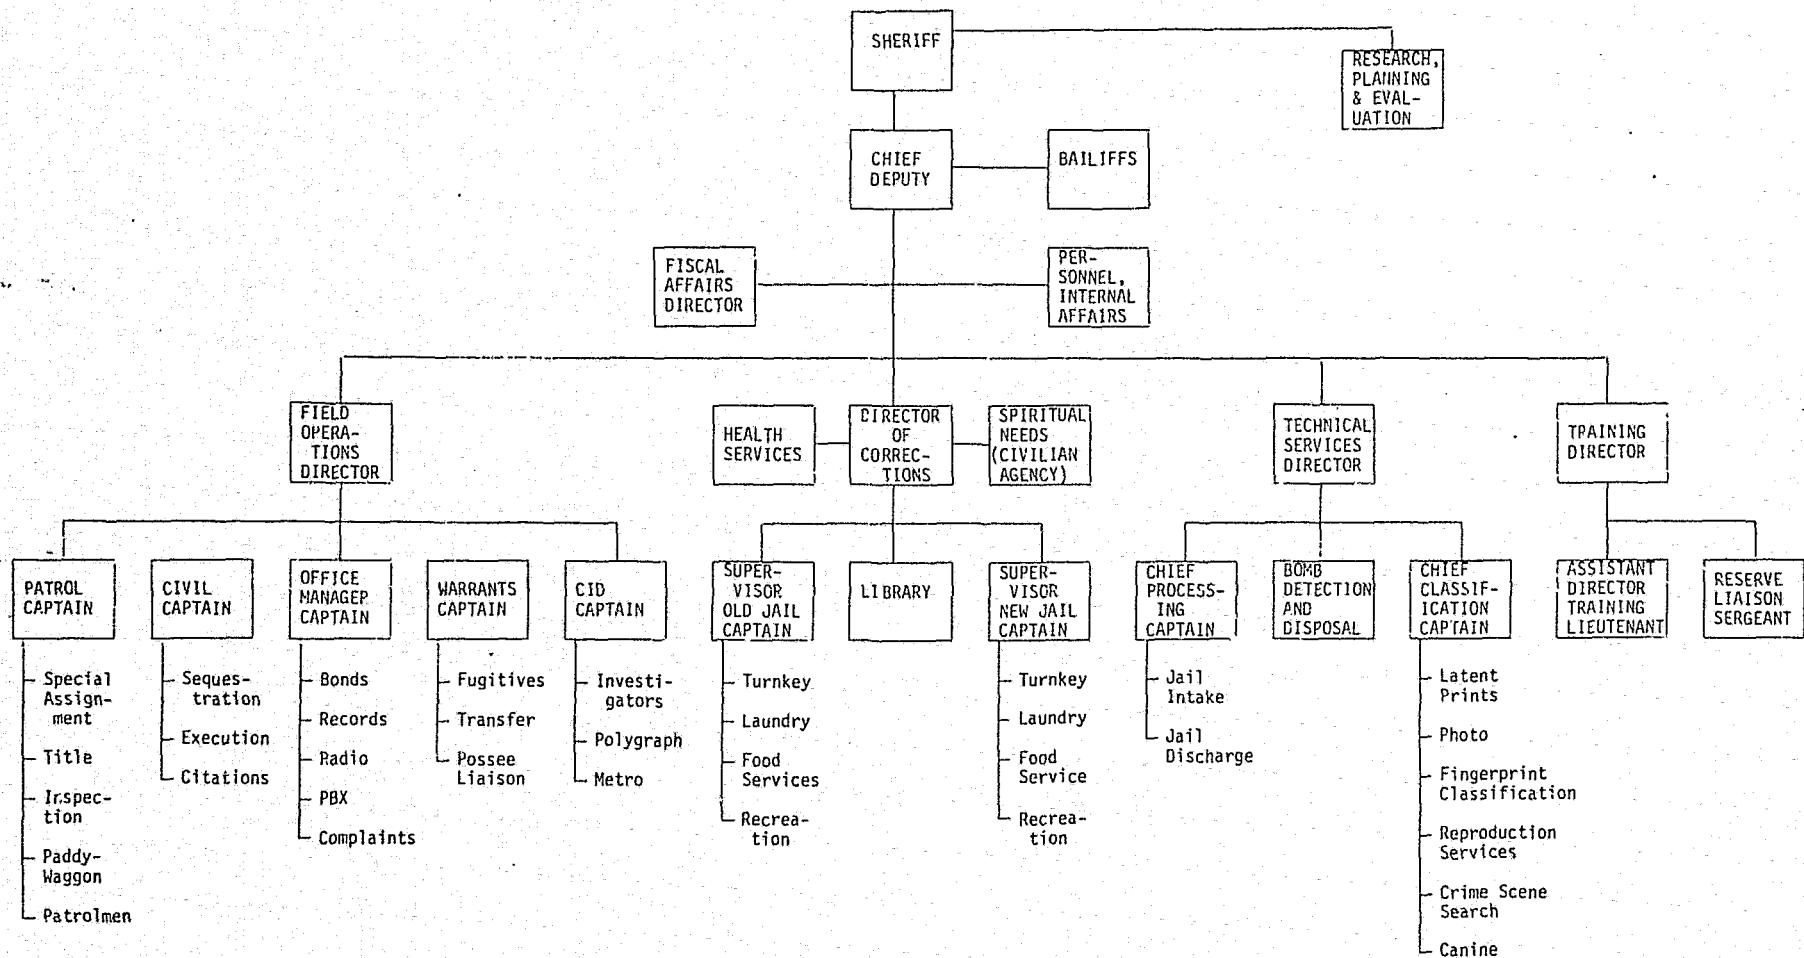 SHERIFF
RESEARCH,
PLANNING
& EVAL-
UATION
CHIEF
DEPUTY
BAILIFFS
FISCAL
AFFAIRS
DIRECTOR
PER-
SONNEL,
INTERNAL
AFFAIRS
FIELD
OPERA-
TIONS
DIRECTOR
HEALTH
SERVICES
DIRECTOR
OF
CORREC-
TIONS
SPIRITUAL
NEEDS
(CIVILIAN
AGENCY)
TECHNICAL
SERVICES
DIRECTOR
TRAINING
DIRECTOR
PATROL
CAPTAIN
CIVIL
CAPTAIN
OFFICE
MANAGER
CAPTAIN
WARRANTS
CAPTAIN
CID
CAPTAIN
SUPER-
VISOR
OLD JAIL
CAPTAIN
LIBRARY
SUPER-
VISOR
NEW JAIL
CAPTAIN
CHIEF
PROCESS-
ING
CAPTAIN
BOMB
DETECTION
AND
DISPOSAL
CHIEF
CLASSIF-
ICATION
CAPTAIN
ASSISTANT
DIRECTOR
TRAINING
LIEUTENANT
RESERVE
LIAISON
SERGEANT
Special
Assign-
ment
Title
Inspec-
tion
Paddy-
Waggon
Patrolmen
Seques-
tration
Execution
Citations
Bonds
Records
Radio
PBX
Complaints
Fugitives
Transfer
Possee
Liaison
Investi-
gators
Polygraph
Metro
Turnkey
Laundry
Food
Services
Recrea-
tion
Turnkey
Laundry
Food
Service
Recrea-
tion
Jail
Intake
Jail
Discharge
Latent
Prints
Photo
Fingerprint
Classification
Reproduction
Services
Crime Scene
Search
Canine